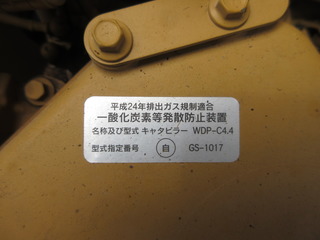 平成24年排出ガス規制適合
一酸化炭素等発散防止装置
名称及び型式 キャタピラー WDP-C4.4
型式指定番号 自 GS-1017